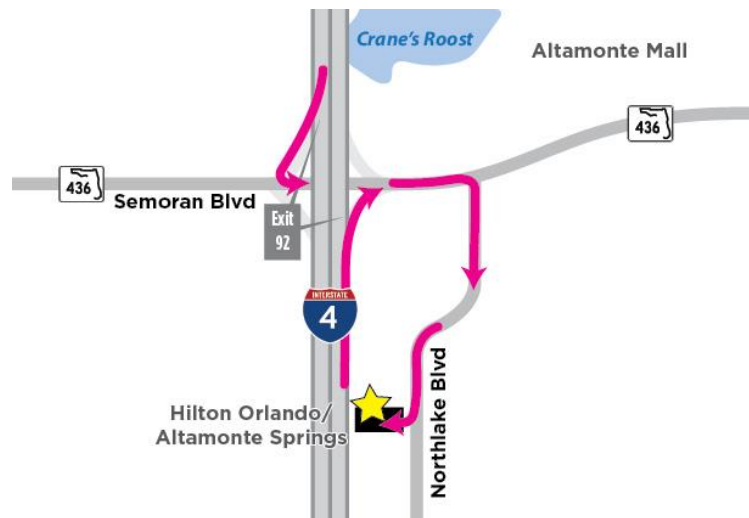 Crane's Roost
Altamonte Mall
436
436
Semoran Blvd
Exit
92
INTERSTATE
4
Hilton Orlando/
Altamonte Springs
Northlake Blvd